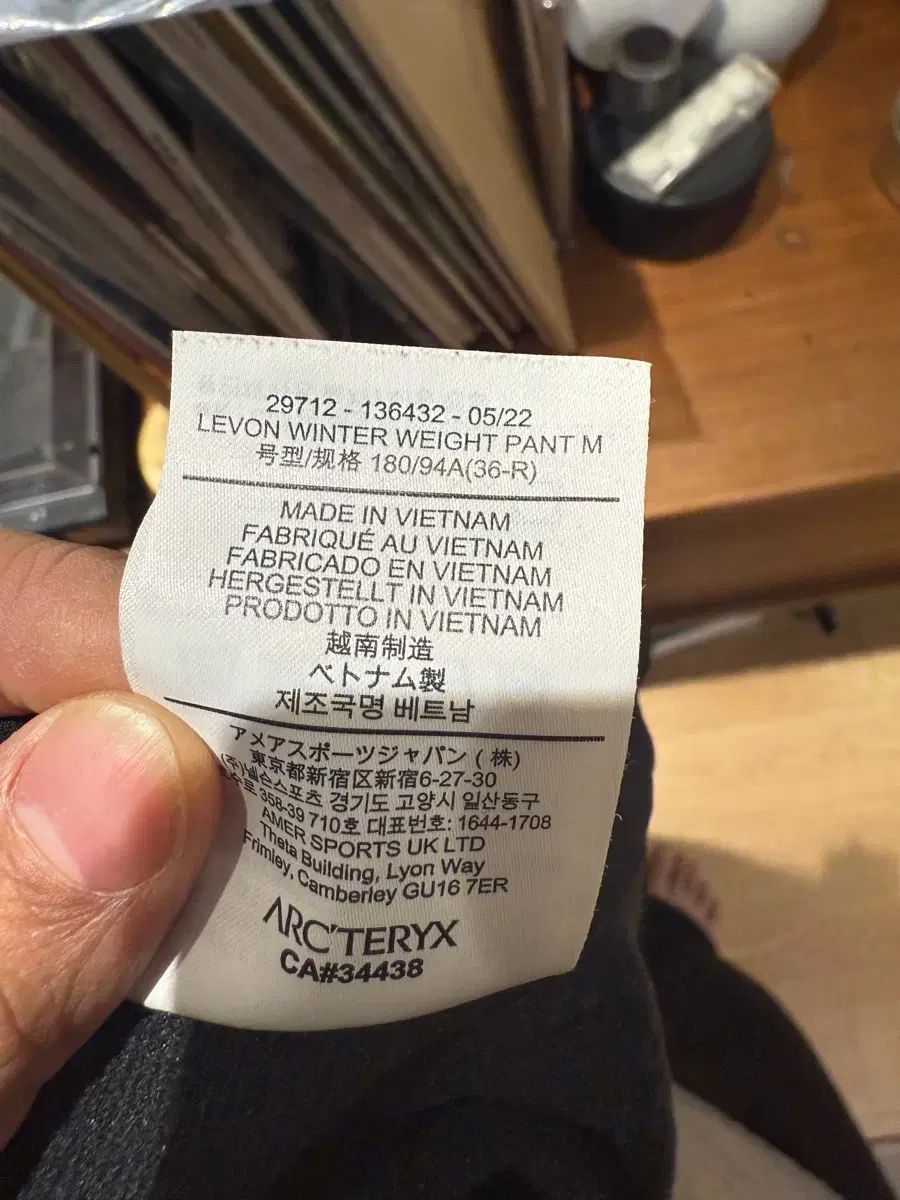 29712 - 136432 - 05/22
LEVON WINTER WEIGHT PANT M
号型/规格 180/94A(36-R)
MADE IN VIETNAM
FABRIQUÉ AU VIETNAM
FABRICADO EN VIETNAM
HERGESTELLT IN VIETNAM
PRODOTTO IN VIETNAM
越南制造
ベトナム製
제조국명 베트남
アメアスポーツジャパン (株)
東京都新宿区新宿6-27-30
(주)넬슨스포츠 경기도 고양시 일산동구
358-39 710호 대표번호: 1644-1708
AMER SPORTS UK LTD
Theta Building, Lyon Way
Frimley, Camberley GU16 7ER
ARC'TERYX
CA#34438